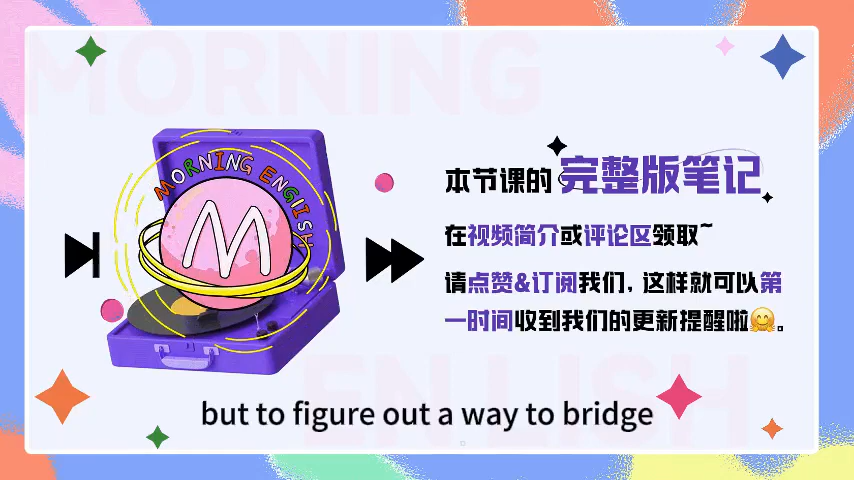 MORNING
MORNING ENGLISH
M
本节课的 完整版笔记
在视频简介或评论区领取~
请点赞&订阅我们, 这样就可以第
一时间收到我们的更新提醒啦🤗。
ENLISH
but to figure out a way to bridge